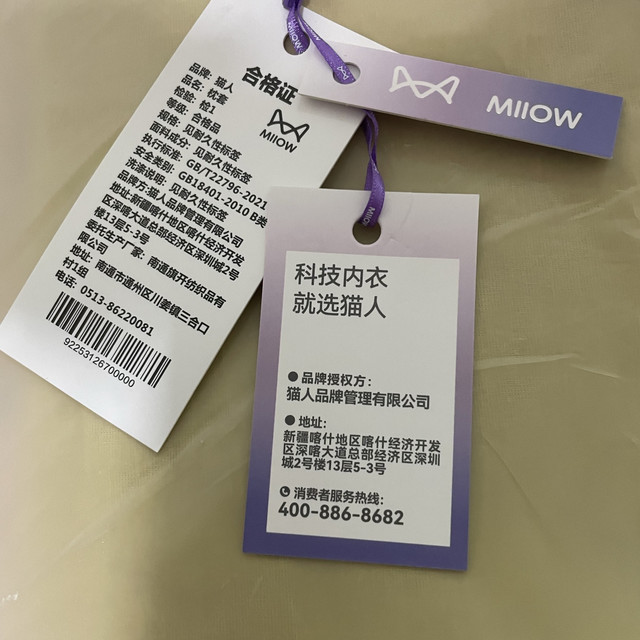 合格证
MIIOW
品牌: 猫人
品名: 枕套
检验: 检1
等级: 合格品
规格: 见耐久性标签
面料成分: 见耐久性标签
执行标准: GB/T22796-2021
安全类别: GB18401-2010 B类
洗涤说明: 见耐久性标签
品牌方:猫人品牌管理有限公司
地址:新疆喀什地区喀什经济开发
区深喀大道总部经济区深圳城2号
楼13层5-3号
委托生产厂家: 南通旗开纺织品有
限公司
地址: 南通市通州区川姜镇三合口
村1组
电话: 0513-86220081
92253126700000
MIIOW
MIIOW
MIIOW
科技内衣
就选猫人
●品牌授权方:
猫人品牌管理有限公司
●地址:
新疆喀什地区喀什经济开发
区深喀大道总部经济区深圳
城2号楼13层5-3号
消费者服务热线:
400-886-8682